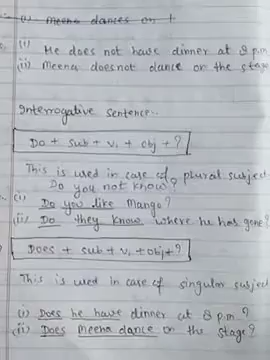 (i) Meena dances on t
(i) He does not have dinner at 8 p.m.
(ii) Meena does not dance on the stage
Interrogative sentence:-
Do + sub + v₁ + obj + ?
This is used in case of plural subject
Do you not know?
(i) Do you like Mango?
(ii) Do they know where he has gone?
Does + sub + v₁ + obj + ?
This is used in case of singular subject
(i) Does he have dinner at 8 p.m.?
(ii) Does Meena dance on the stage?